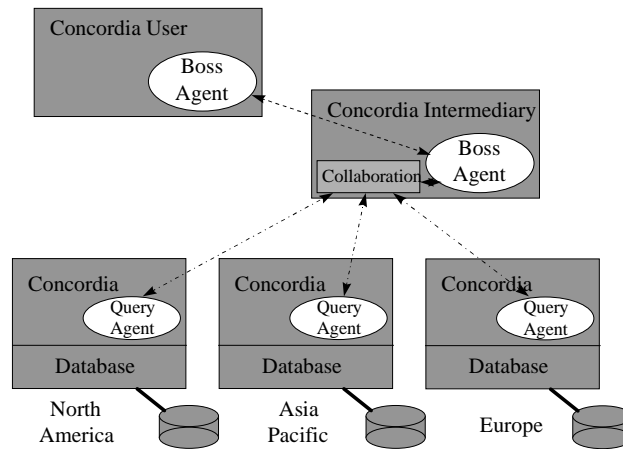 Concordia User
Boss
Agent
Concordia Intermediary
Boss
Agent
Collaboration
Concordia
Query
Agent
Database
North
America
Concordia
Query
Agent
Database
Asia
Pacific
Concordia
Query
Agent
Database
Europe